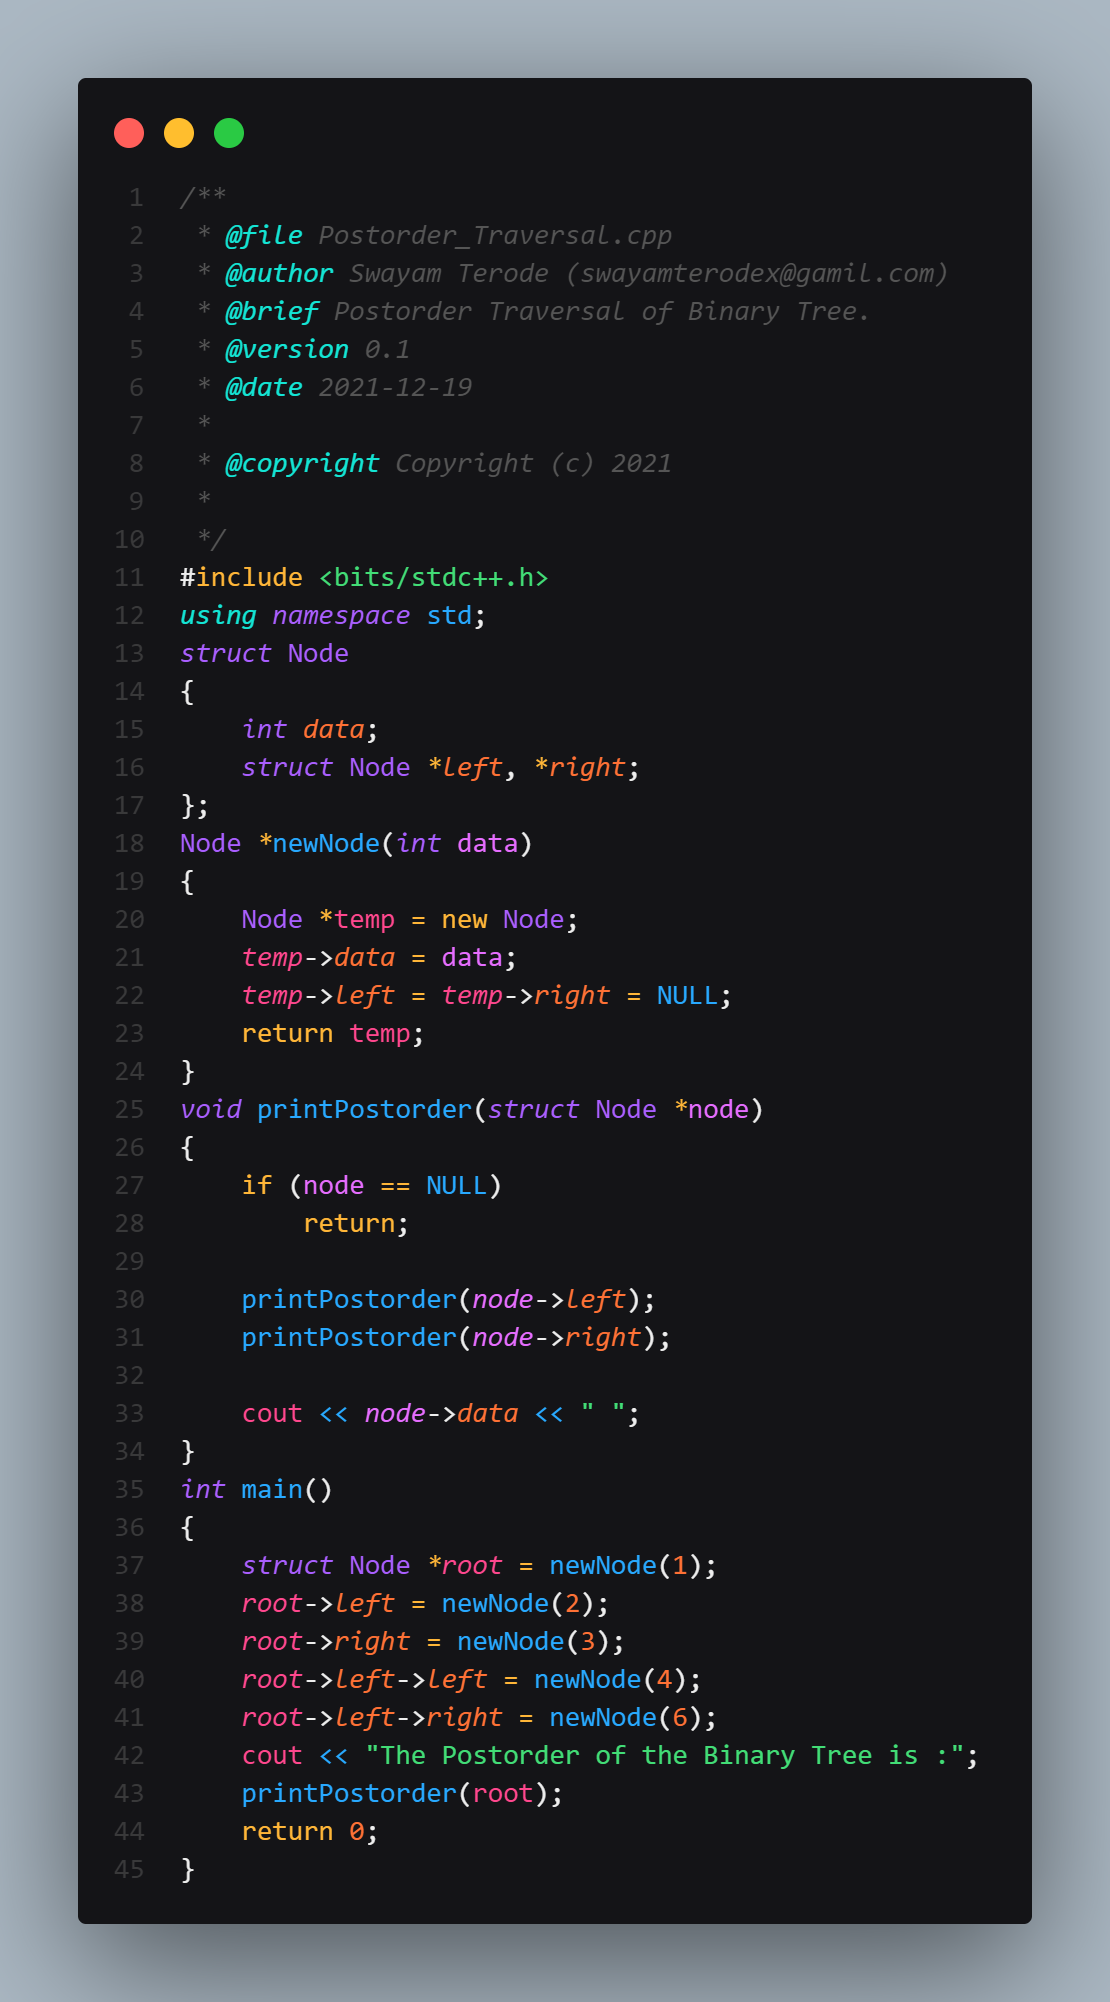 1 /**
2  * @file Postorder_Traversal.cpp
3  * @author Swayam Terode (swayamterodex@gamil.com)
4  * @brief Postorder Traversal of Binary Tree.
5  * @version 0.1
6  * @date 2021-12-19
7  *
8  * @copyright Copyright (c) 2021
9  *
10  */
11 #include <bits/stdc++.h>
12 using namespace std;
13 struct Node
14 {
15     int data;
16     struct Node *left, *right;
17 };
18 Node *newNode(int data)
19 {
20     Node *temp = new Node;
21     temp->data = data;
22     temp->left = temp->right = NULL;
23     return temp;
24 }
25 void printPostorder(struct Node *node)
26 {
27     if (node == NULL)
28         return;
29
30     printPostorder(node->left);
31     printPostorder(node->right);
32
33     cout << node->data << " ";
34 }
35 int main()
36 {
37     struct Node *root = newNode(1);
38     root->left = newNode(2);
39     root->right = newNode(3);
40     root->left->left = newNode(4);
41     root->left->right = newNode(6);
42     cout << "The Postorder of the Binary Tree is :";
43     printPostorder(root);
44     return 0;
45 }